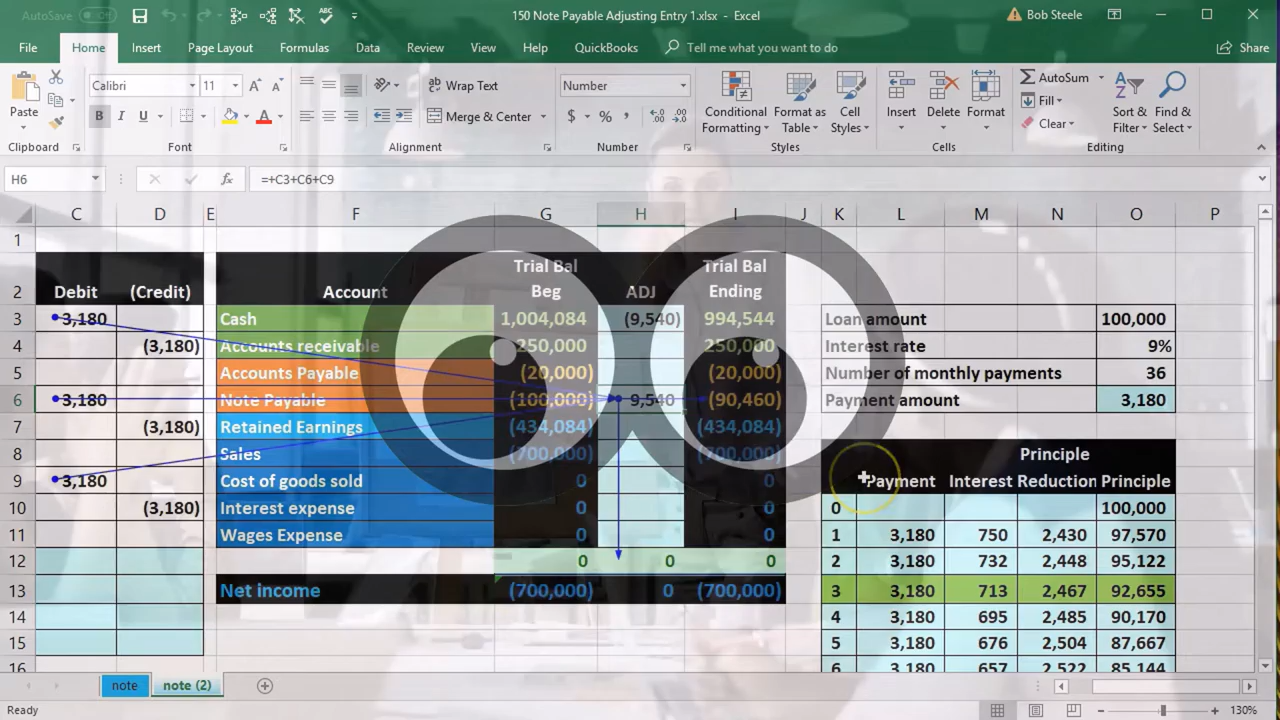 AutoSave Off
150 Note Payable Adjusting Entry 1.xlsx - Excel
Bob Steele
File Home Insert Page Layout Formulas Data Review View Help QuickBooks Tell me what you want to do Share
Calibri 11 Wrap Text Number AutoSum
Paste Merge & Center Conditional Formatting Format as Table Cell Styles Insert Delete Format Fill Clear Sort & Filter Find & Select
Clipboard Font Alignment Number Styles Cells Editing
H6 fx =+C3+C6+C9
C D E F G H I J K L M N O P
1
2 Debit (Credit) Account Trial Bal Beg ADJ Trial Bal Ending
3 3,180 Cash 1,004,084 (9,540) 994,544 Loan amount 100,000
4 (3,180) Accounts receivable 250,000 250,000 Interest rate 9%
5 Accounts Payable (20,000) (20,000) Number of monthly payments 36
6 3,180 Note Payable (100,000) 9,540 (90,460) Payment amount 3,180
7 (3,180) Retained Earnings (434,084) (434,084)
8 Sales (700,000) (700,000) Principle
9 3,180 Cost of goods sold 0 0 Payment Interest Reduction Principle
10 (3,180) Interest expense 0 0 0 100,000
11 Wages Expense 0 0 1 3,180 750 2,430 97,570
12 0 0 0 2 3,180 732 2,448 95,122
13 Net income (700,000) 0 (700,000) 3 3,180 713 2,467 92,655
14 4 3,180 695 2,485 90,170
15 5 3,180 676 2,504 87,667
16 6 3,180 657 2,522 85,144
note note (2)
Ready 130%